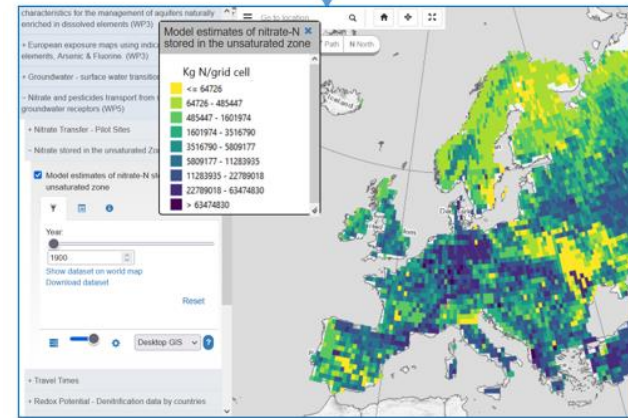 characteristics for the management of aquifers naturally
enriched in dissolved elements (WP3)
+ European exposure maps using
elements, Arsenic & Fluorine. (WP3)
+ Groundwater - surface water
− Nitrate and pesticides transport from
groundwater receptors (WP5)
+ Nitrate Transfer - Pilot Sites
− Nitrate stored in the unsaturated
Model estimates of nitrate-N
unsaturated zone
Year:
1900
Show dataset on world map
Download dataset
Reset
Desktop GIS
?
+ Travel Times
+ Redox Potential - Denitrification data by countries
Go to location
Path
N North
Model estimates of nitrate-N
stored in the unsaturated zone
Kg N/grid cell
<= 64726
64726 - 485447
485447 - 1601974
1601974 - 3516790
3516790 - 5809177
5809177 - 11283935
11283935 - 22789018
22789018 - 63474830
> 63474830
Iceland